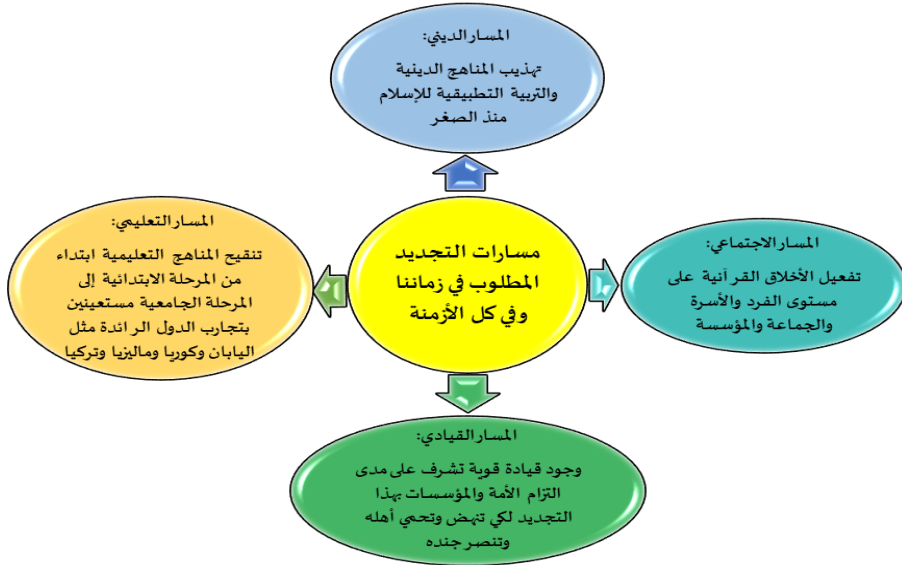 المسار الديني:
تهذيب المناهج الدينية
والتربية التطبيقية للإسلام
منذ الصغر
مسارات التجديد
المطلوب في زماننا
وفي كل الأزمنة
المسار الاجتماعي:
تفعيل الأخلاق القرآنية على
مستوى الفرد والأسرة
والجماعة والمؤسسة
المسار التعليمي:
تنقيح المناهج التعليمية ابتداء
من المرحلة الابتدائية إلى
المرحلة الجامعية مستعينين
بتجارب الدول الرائدة مثل
اليابان وكوريا وماليزيا وتركيا
المسار القيادي:
وجود قيادة قوية تشرف على مدى
التزام الأمة والمؤسسات بهذا
التجديد لكي تنهض وتحمي أهله
وتنصر جنده